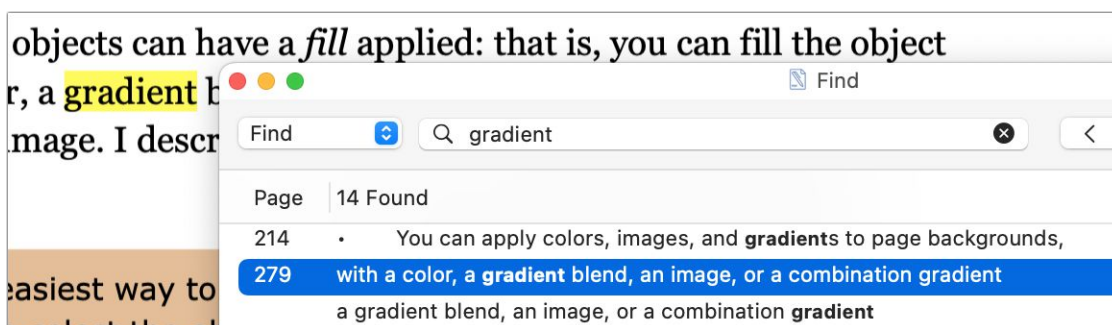 objects can have a fill applied: that is, you can fill the object
r, a gradient b
mage. I descr
easiest way to
Find
Find
gradient
Page
14 Found
214 • You can apply colors, images, and gradients to page backgrounds,
279 with a color, a gradient blend, an image, or a combination gradient
a gradient blend, an image, or a combination gradient